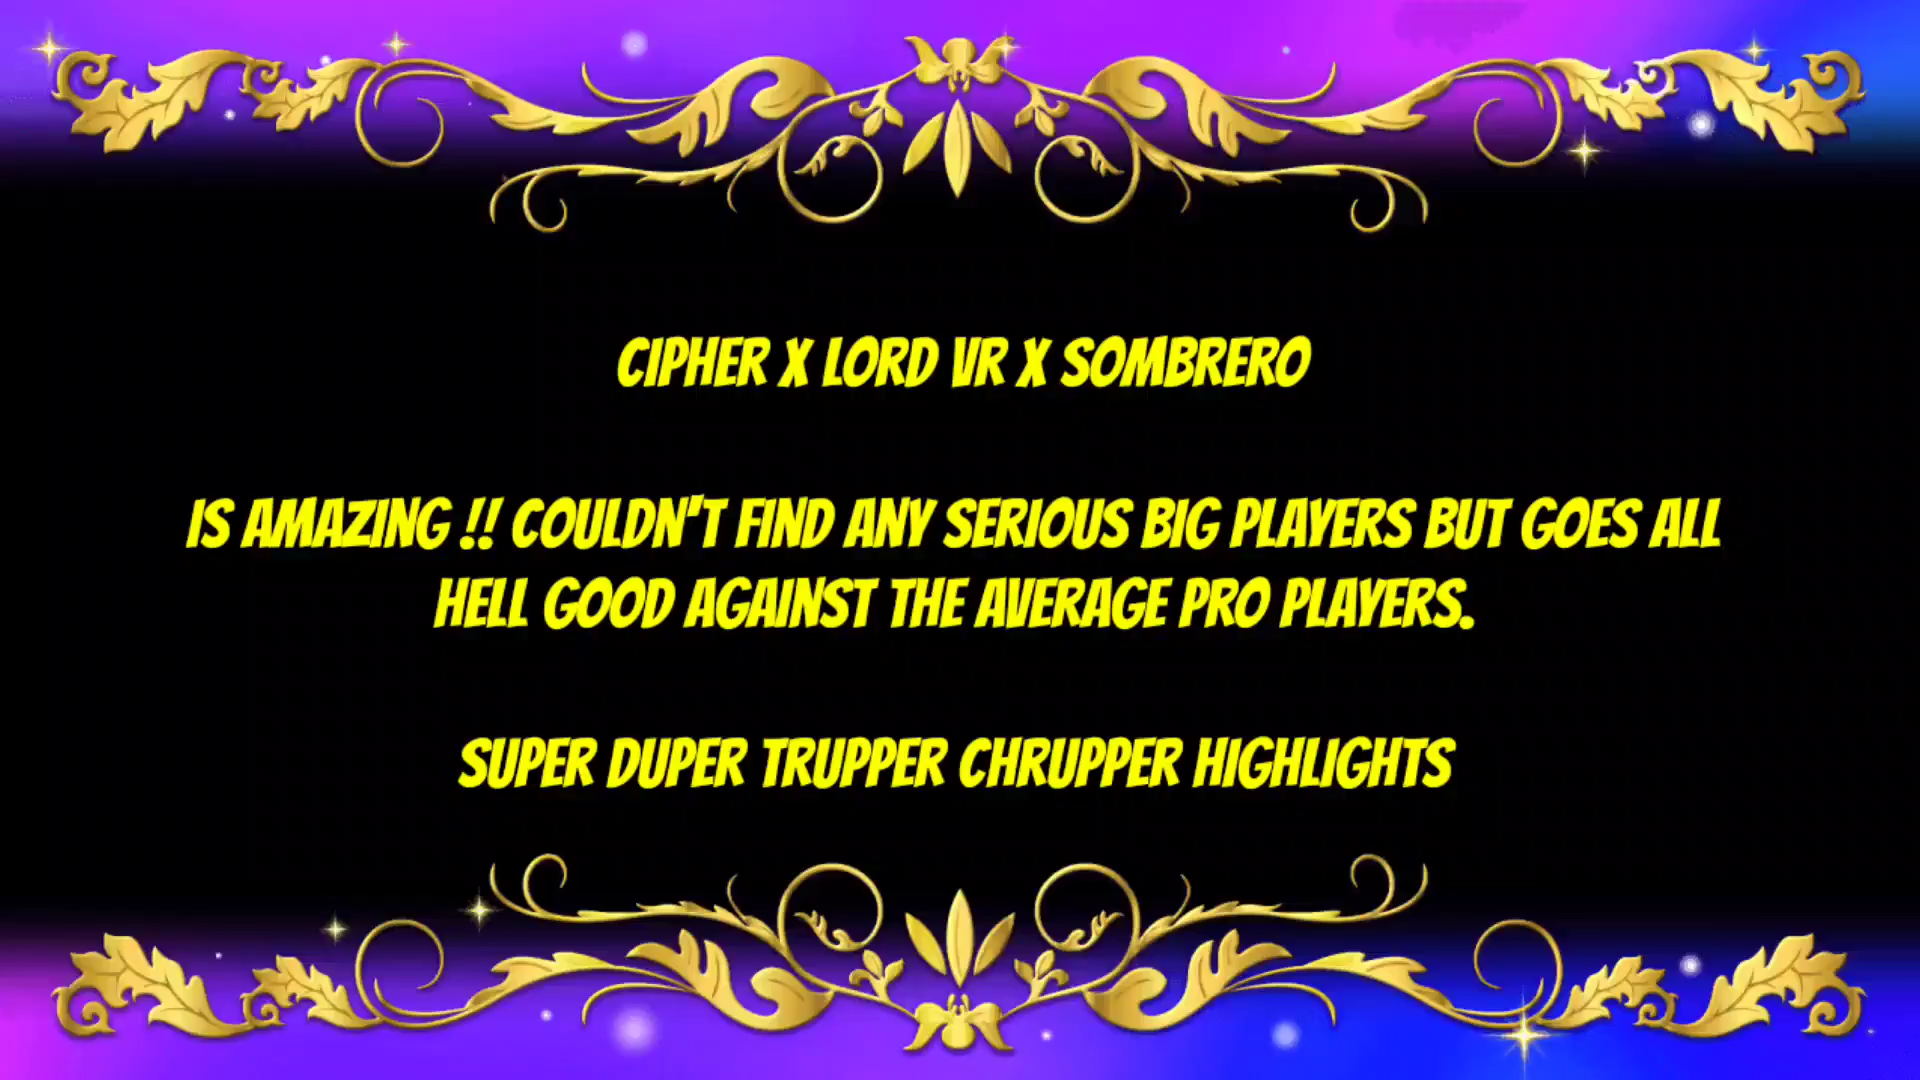 CIPHER X LORD VR X SOMBRERO
IS AMAZING !! COULDN'T FIND ANY SERIOUS BIG PLAYERS BUT GOES ALL
HELL GOOD AGAINST THE AVERAGE PRO PLAYERS.
SUPER DUPER TRUPPER CHRUPPER HIGHLIGHTS